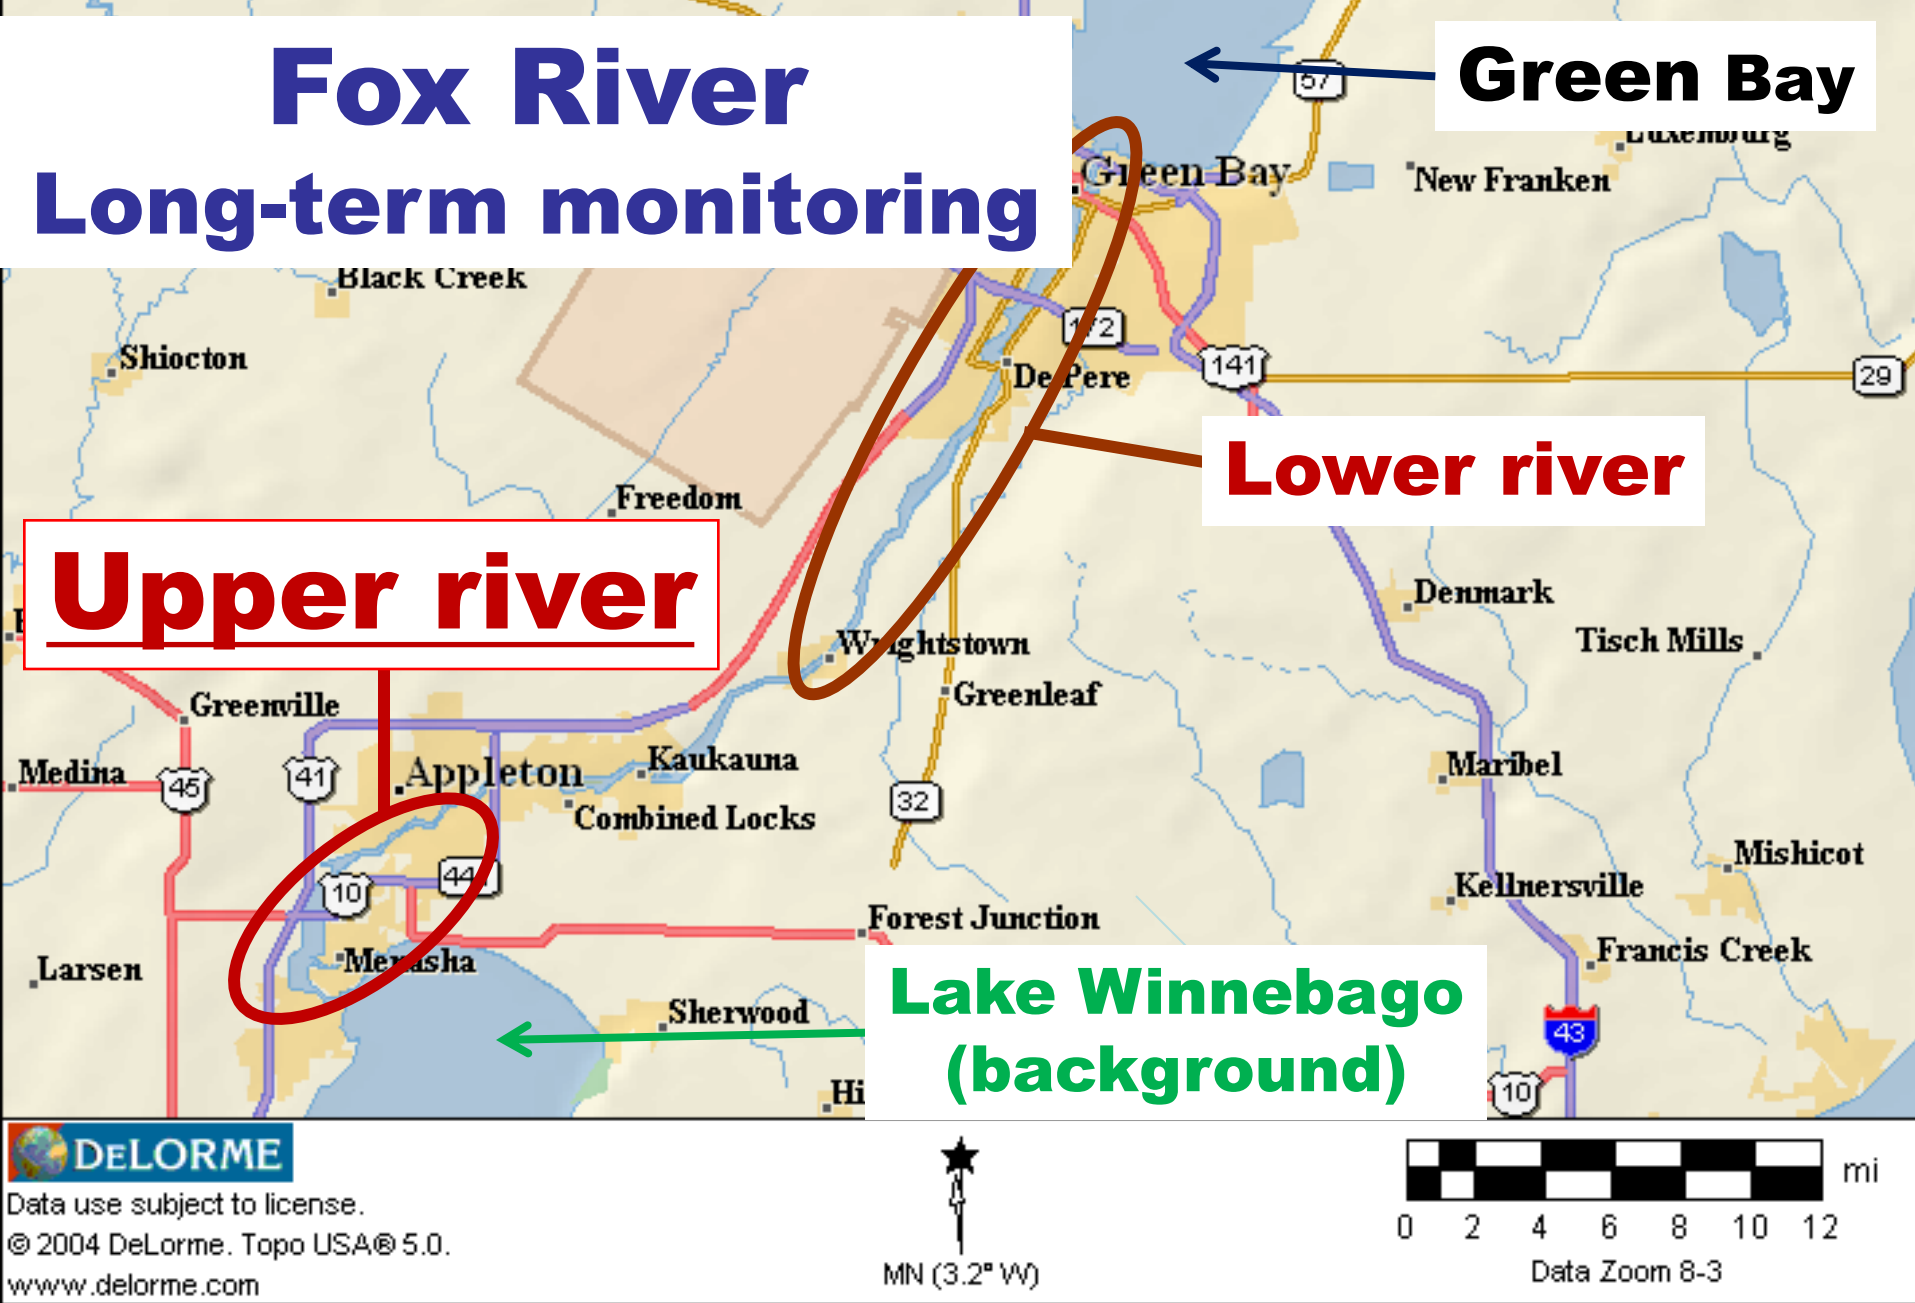 Fox River
Long-term monitoring
Green Bay
57
Luxemburg
Green Bay
New Franken
Black Creek
172
Shiocton
De Pere
141
29
Lower river
Freedom
Upper river
Denmark
Wrightstown
Tisch Mills
Greenleaf
Greenville
Kaukauna
Medina
45
41
Appleton
Maribel
32
Combined Locks
Mishicot
10
Kellnersville
Forest Junction
Menasha
Francis Creek
Larsen
Lake Winnebago
(background)
Sherwood
43
10
DELORME
mi
Data use subject to license.
0 2 4 6 8 10 12
© 2004 DeLorme. Topo USA® 5.0.
MN (3.2° W)
Data Zoom 8-3
www.delorme.com